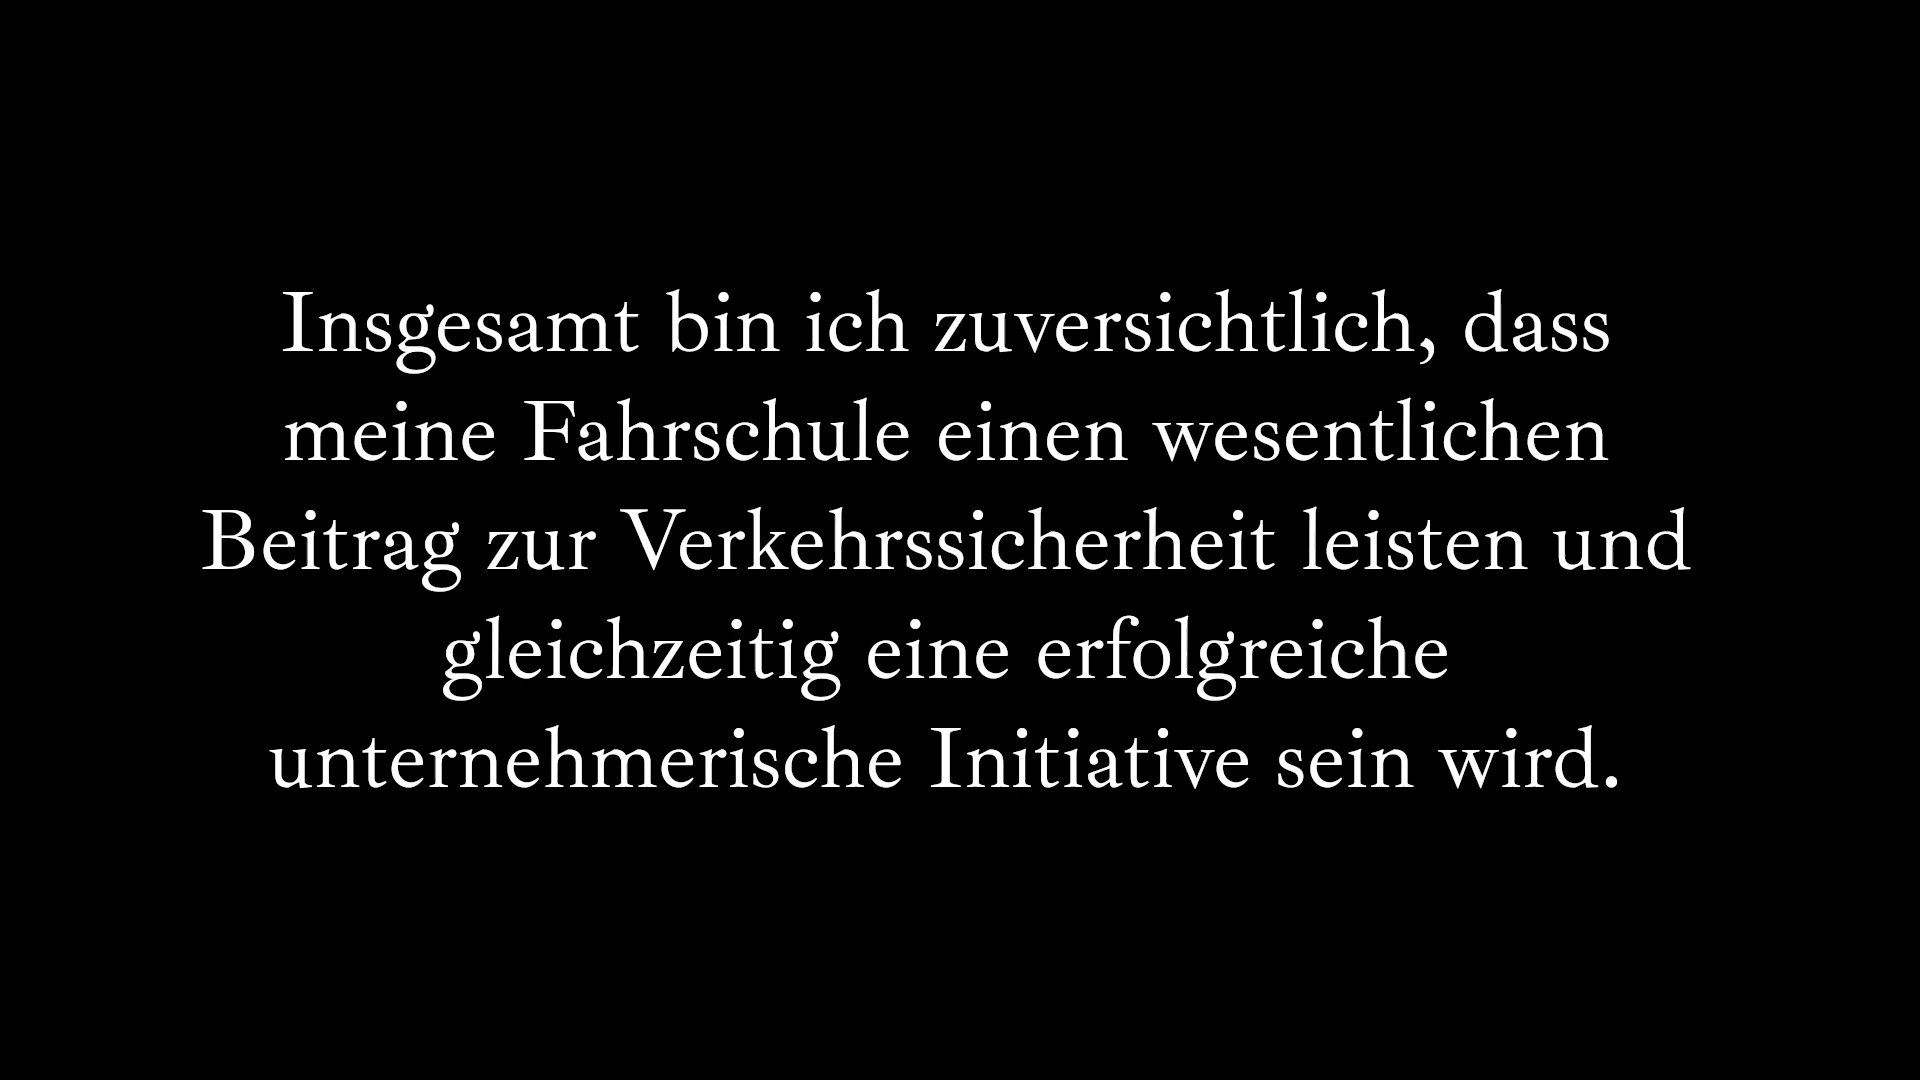 Insgesamt bin ich zuversichtlich, dass
meine Fahrschule einen wesentlichen
Beitrag zur Verkehrssicherheit leisten und
gleichzeitig eine erfolgreiche
unternehmerische Initiative sein wird.